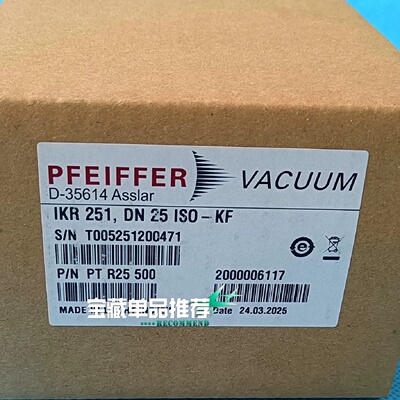 PFEIFFER VACUUM
D-35614 Asslar
IKR 251, DN 25 ISO-KF
S/N T005251200471
P/N PT R25 500 2000006117
宝藏单品推荐
RECOMMEND
MADE
Date 24.03.2025